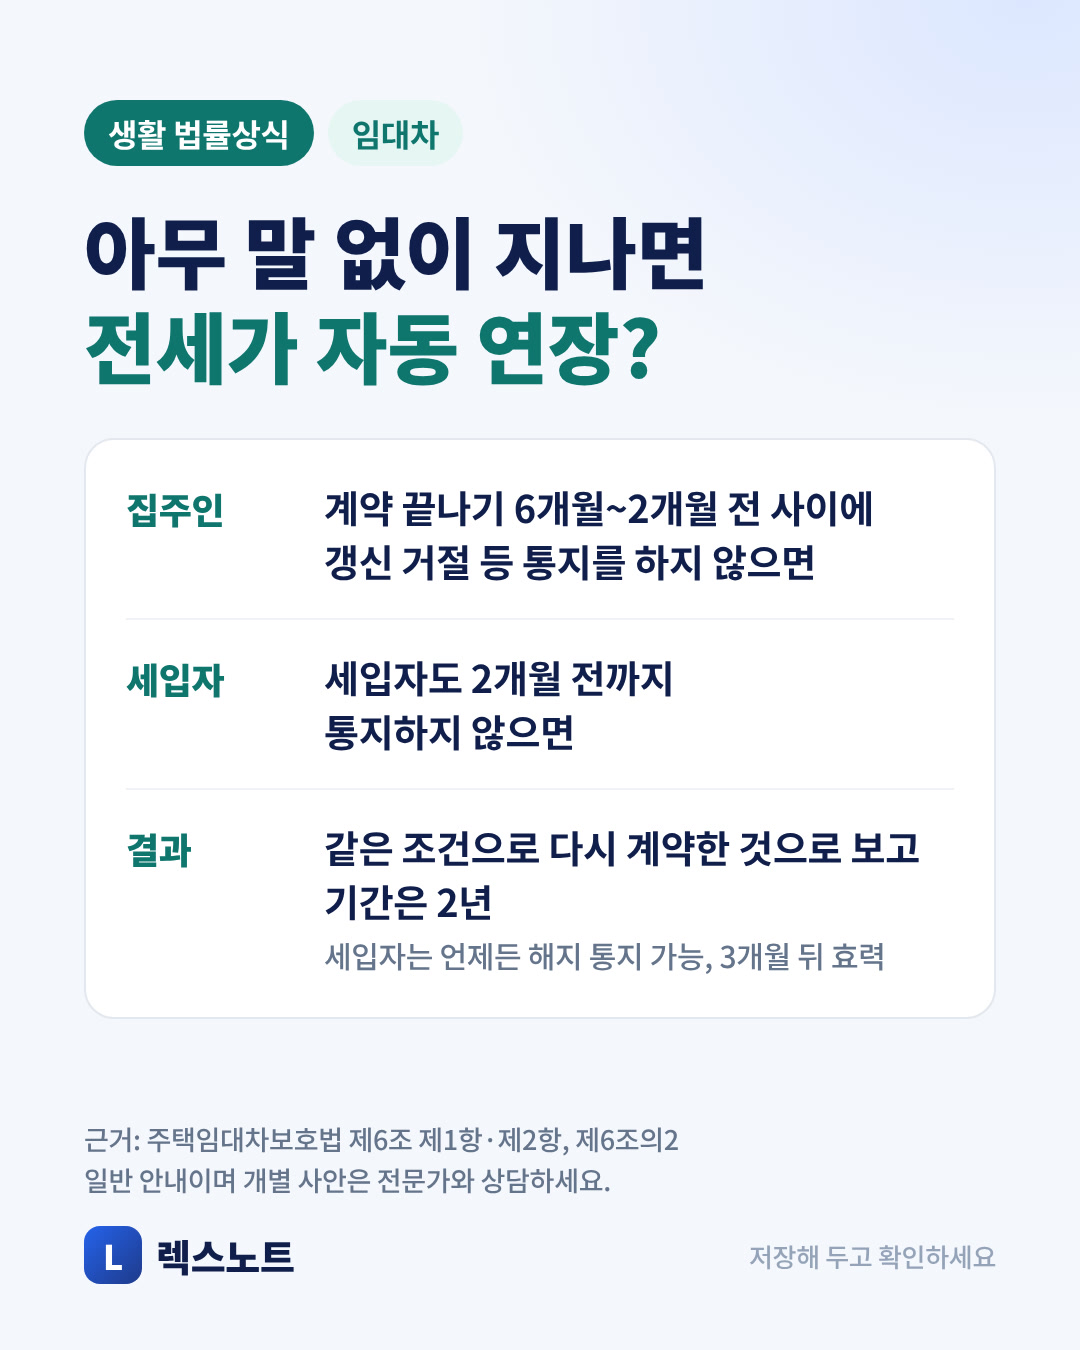 생활 법률상식
임대차
아무 말 없이 지나면
전세가 자동 연장?
집주인
계약 끝나기 6개월~2개월 전 사이에
갱신 거절 등 통지를 하지 않으면
세입자
세입자도 2개월 전까지
통지하지 않으면
결과
같은 조건으로 다시 계약한 것으로 보고
기간은 2년
세입자는 언제든 해지 통지 가능, 3개월 뒤 효력
근거: 주택임대차보호법 제6조 제1항·제2항, 제6조의2
일반 안내이며 개별 사안은 전문가와 상담하세요.
L 렉스노트
저장해 두고 확인하세요